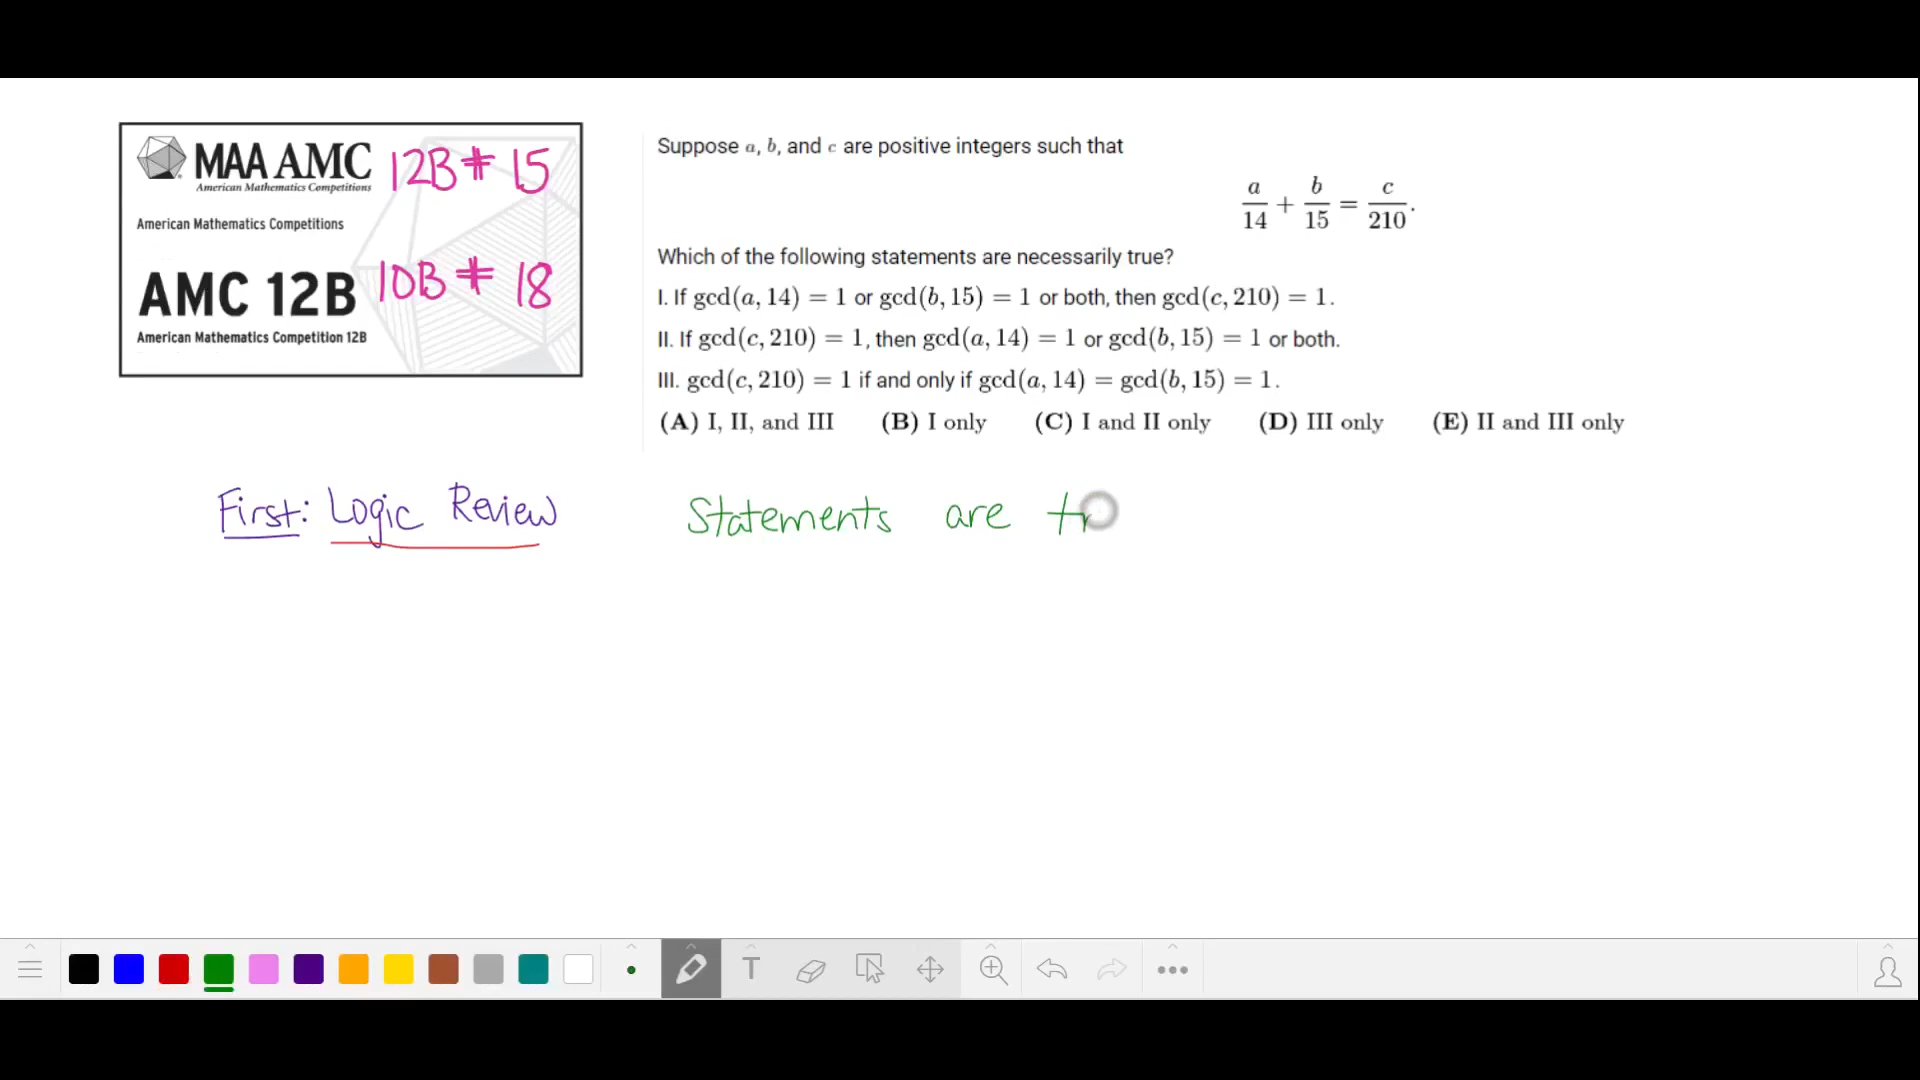 MAA AMC 12B # 15
American Mathematics Competitions
American Mathematics Competitions
AMC 12B 10B # 18
American Mathematics Competition 12B
Suppose a, b, and c are positive integers such that
a/14 + b/15 = c/210.
Which of the following statements are necessarily true?
I. If gcd(a, 14) = 1 or gcd(b, 15) = 1 or both, then gcd(c, 210) = 1.
II. If gcd(c, 210) = 1, then gcd(a, 14) = 1 or gcd(b, 15) = 1 or both.
III. gcd(c, 210) = 1 if and only if gcd(a, 14) = gcd(b, 15) = 1.
(A) I, II, and III (B) I only (C) I and II only (D) III only (E) II and III only
First: Logic Review Statements are tr
T